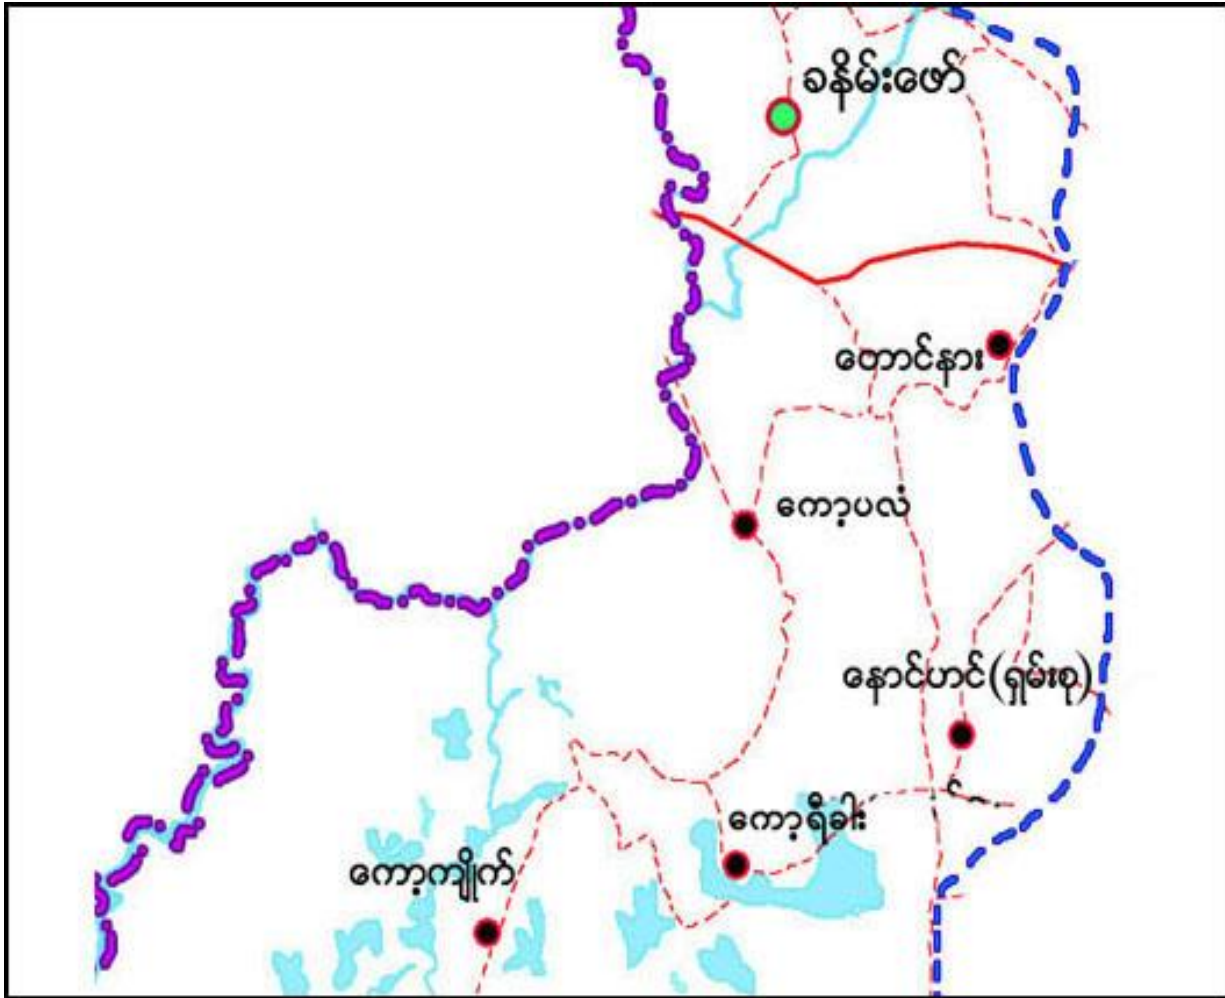 ခနိမ်းဖော်
တောင်နား
ကော့ပလံ
နောင်ဟင်(ရှမ်းစု)
ကော့ရီခါး
ကော့ကျိုက်